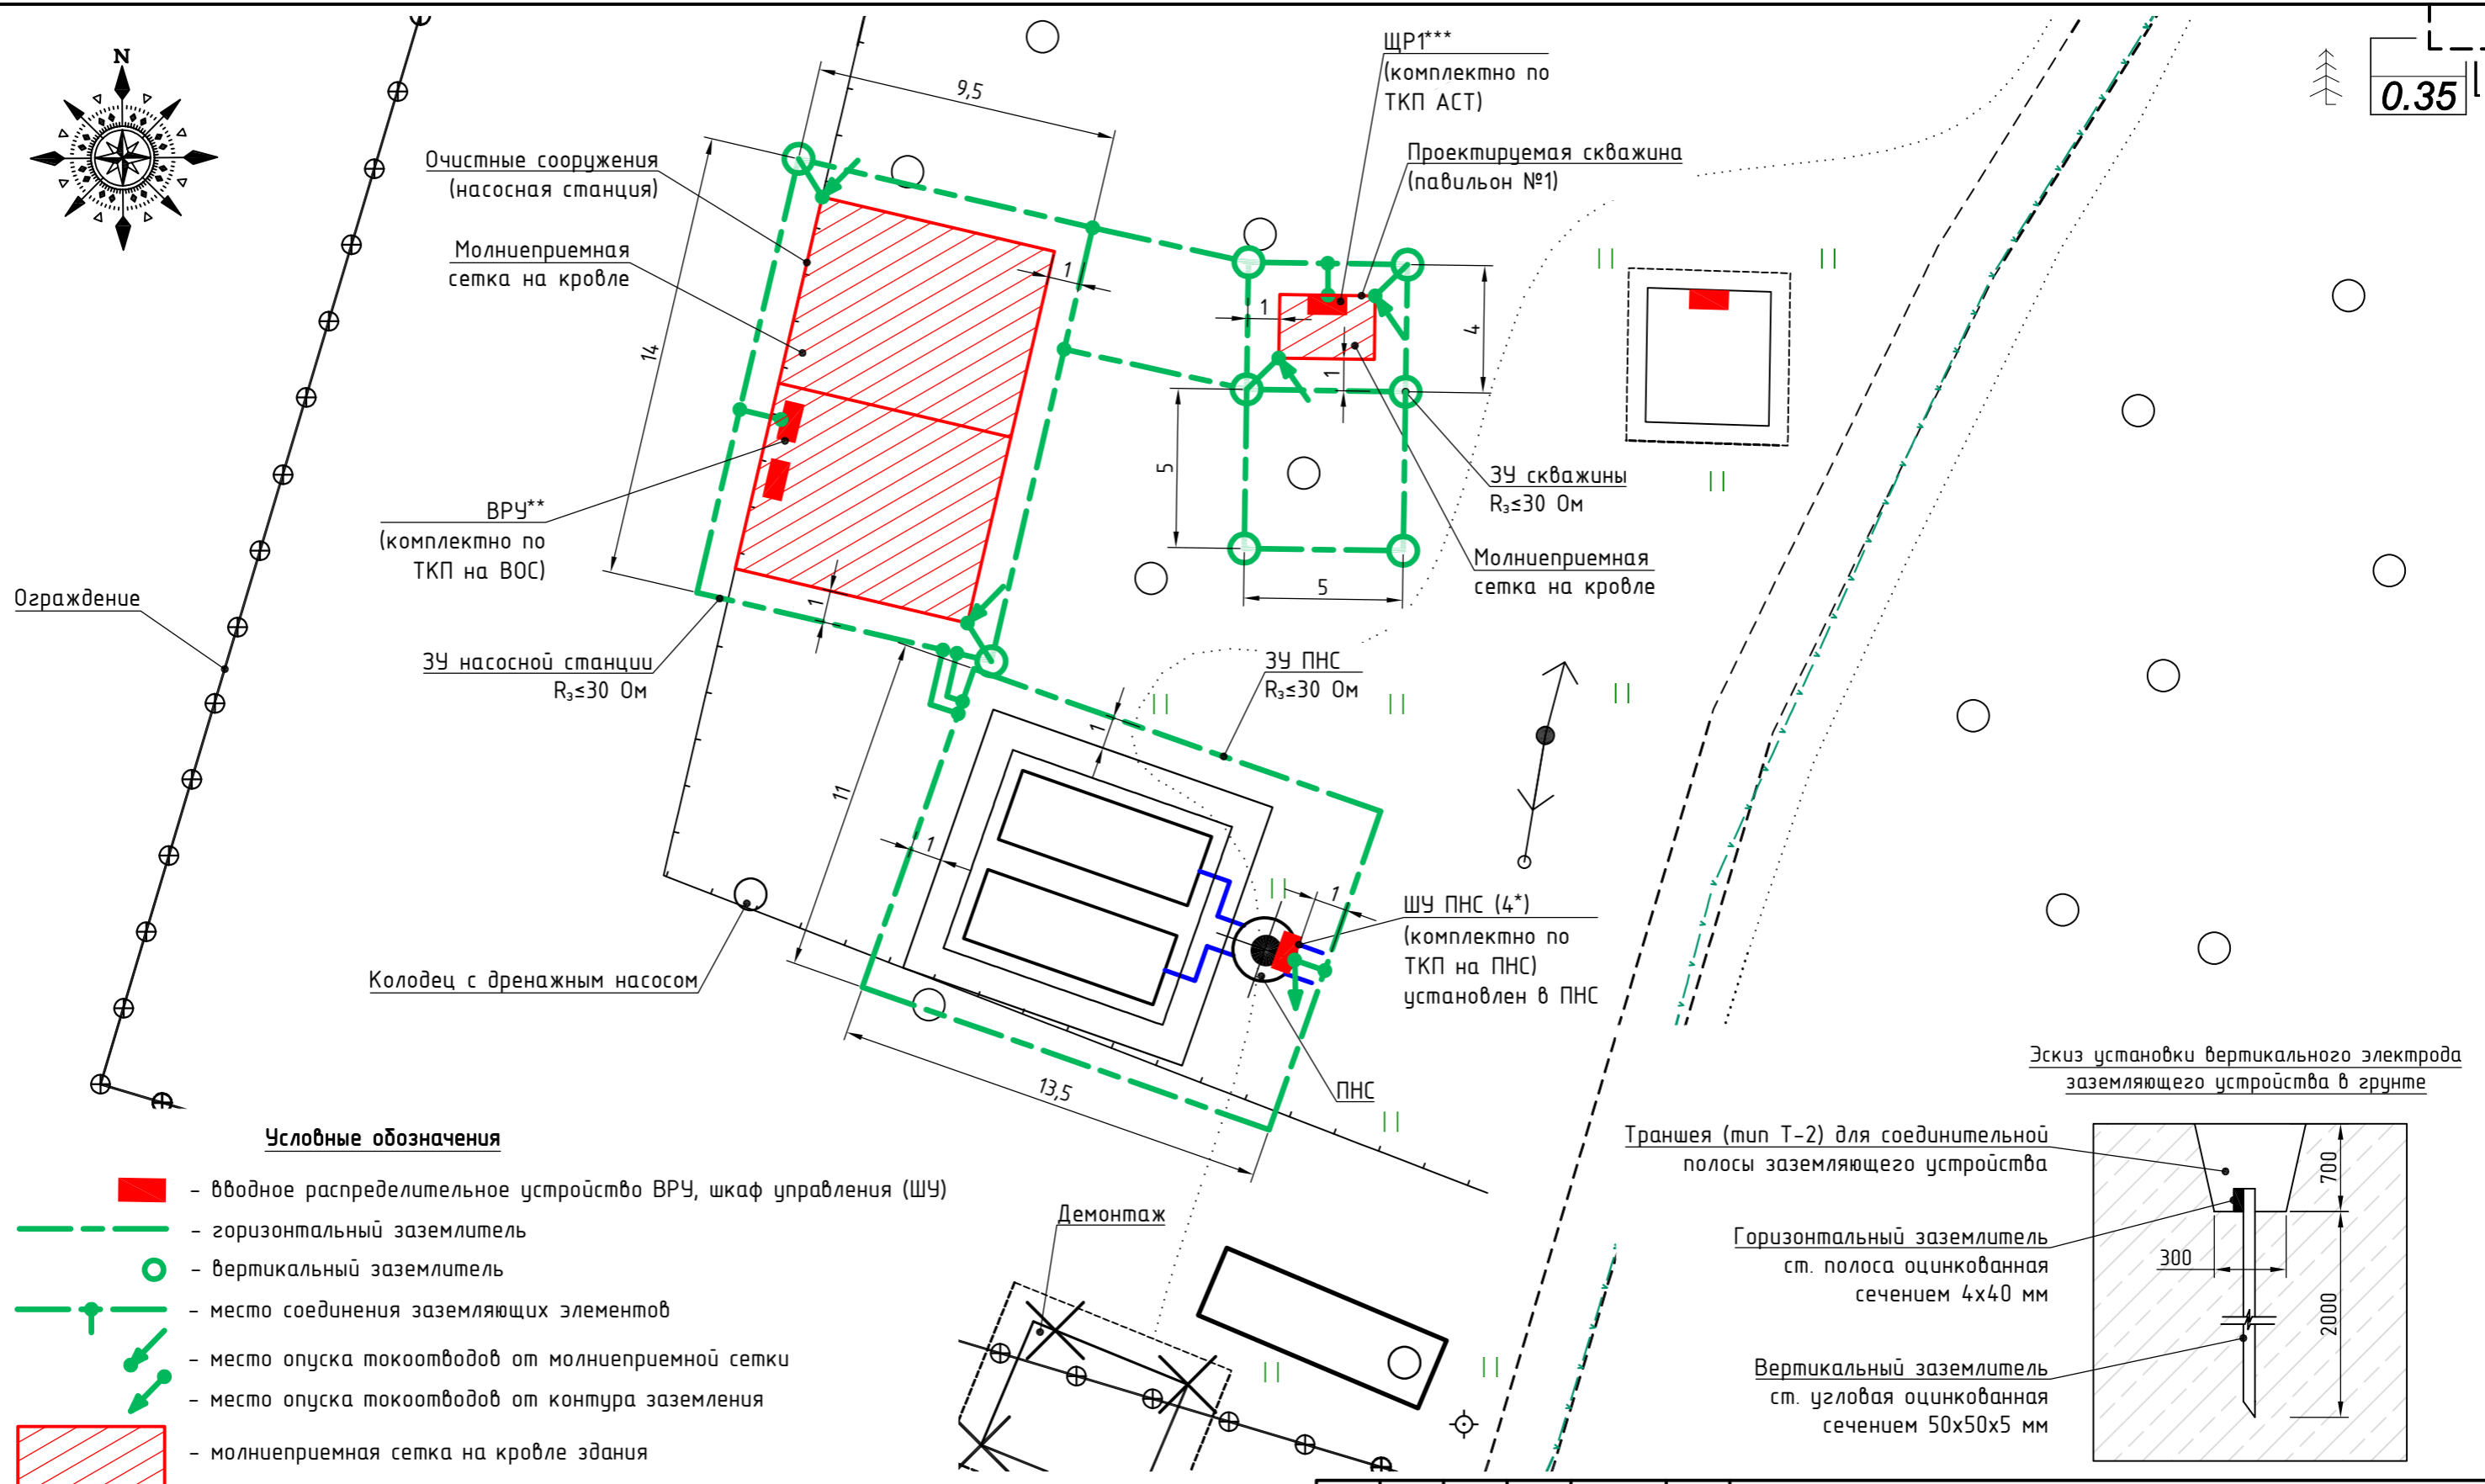 N
9,5
ЩР1***
(комплектно по
ТКП АСТ)
0.35
Очистные сооружения
(насосная станция)
Проектируемая скважина
(павильон №1)
Молниеприемная
сетка на кровле
1
1
4
14
1
5
ЗУ скважины
R₃≤30 Ом
ВРУ**
(комплектно по
ТКП на ВОС)
Молниеприемная
сетка на кровле
5
Ограждение
1
ЗУ насосной станции
R₃≤30 Ом
ЗУ ПНС
R₃≤30 Ом
1
11
1
1
ШУ ПНС (4*)
(комплектно по
ТКП на ПНС)
установлен в ПНС
Колодец с дренажным насосом
13,5
ПНС
Эскиз установки вертикального электрода
заземляющего устройства в грунте
Траншея (тип Т-2) для соединительной
полосы заземляющего устройства
700
Горизонтальный заземлитель
ст. полоса оцинкованная
сечением 4х40 мм
300
2000
Вертикальный заземлитель
ст. угловая оцинкованная
сечением 50х50х5 мм
Демонтаж
Условные обозначения
- вводное распределительное устройство ВРУ, шкаф управления (ШУ)
- горизонтальный заземлитель
- вертикальный заземлитель
- место соединения заземляющих элементов
- место опуска токоотводов от молниеприемной сетки
- место опуска токоотводов от контура заземления
- молниеприемная сетка на кровле здания